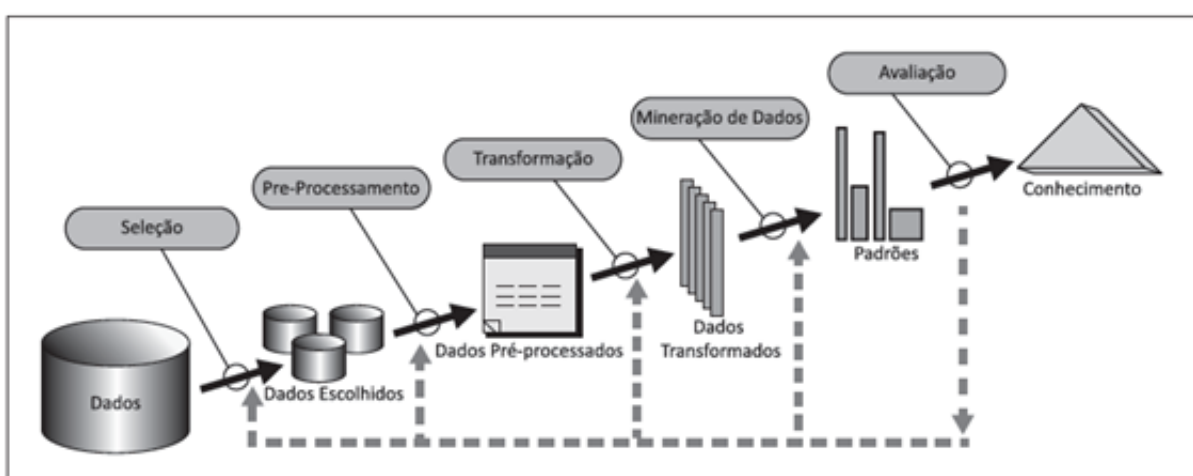 Avaliação
Mineração de Dados
Transformação
Pre-Processamento
Seleção
Conhecimento
Padrões
Dados
Transformados
Dados Pré-processados
Dados Escolhidos
Dados